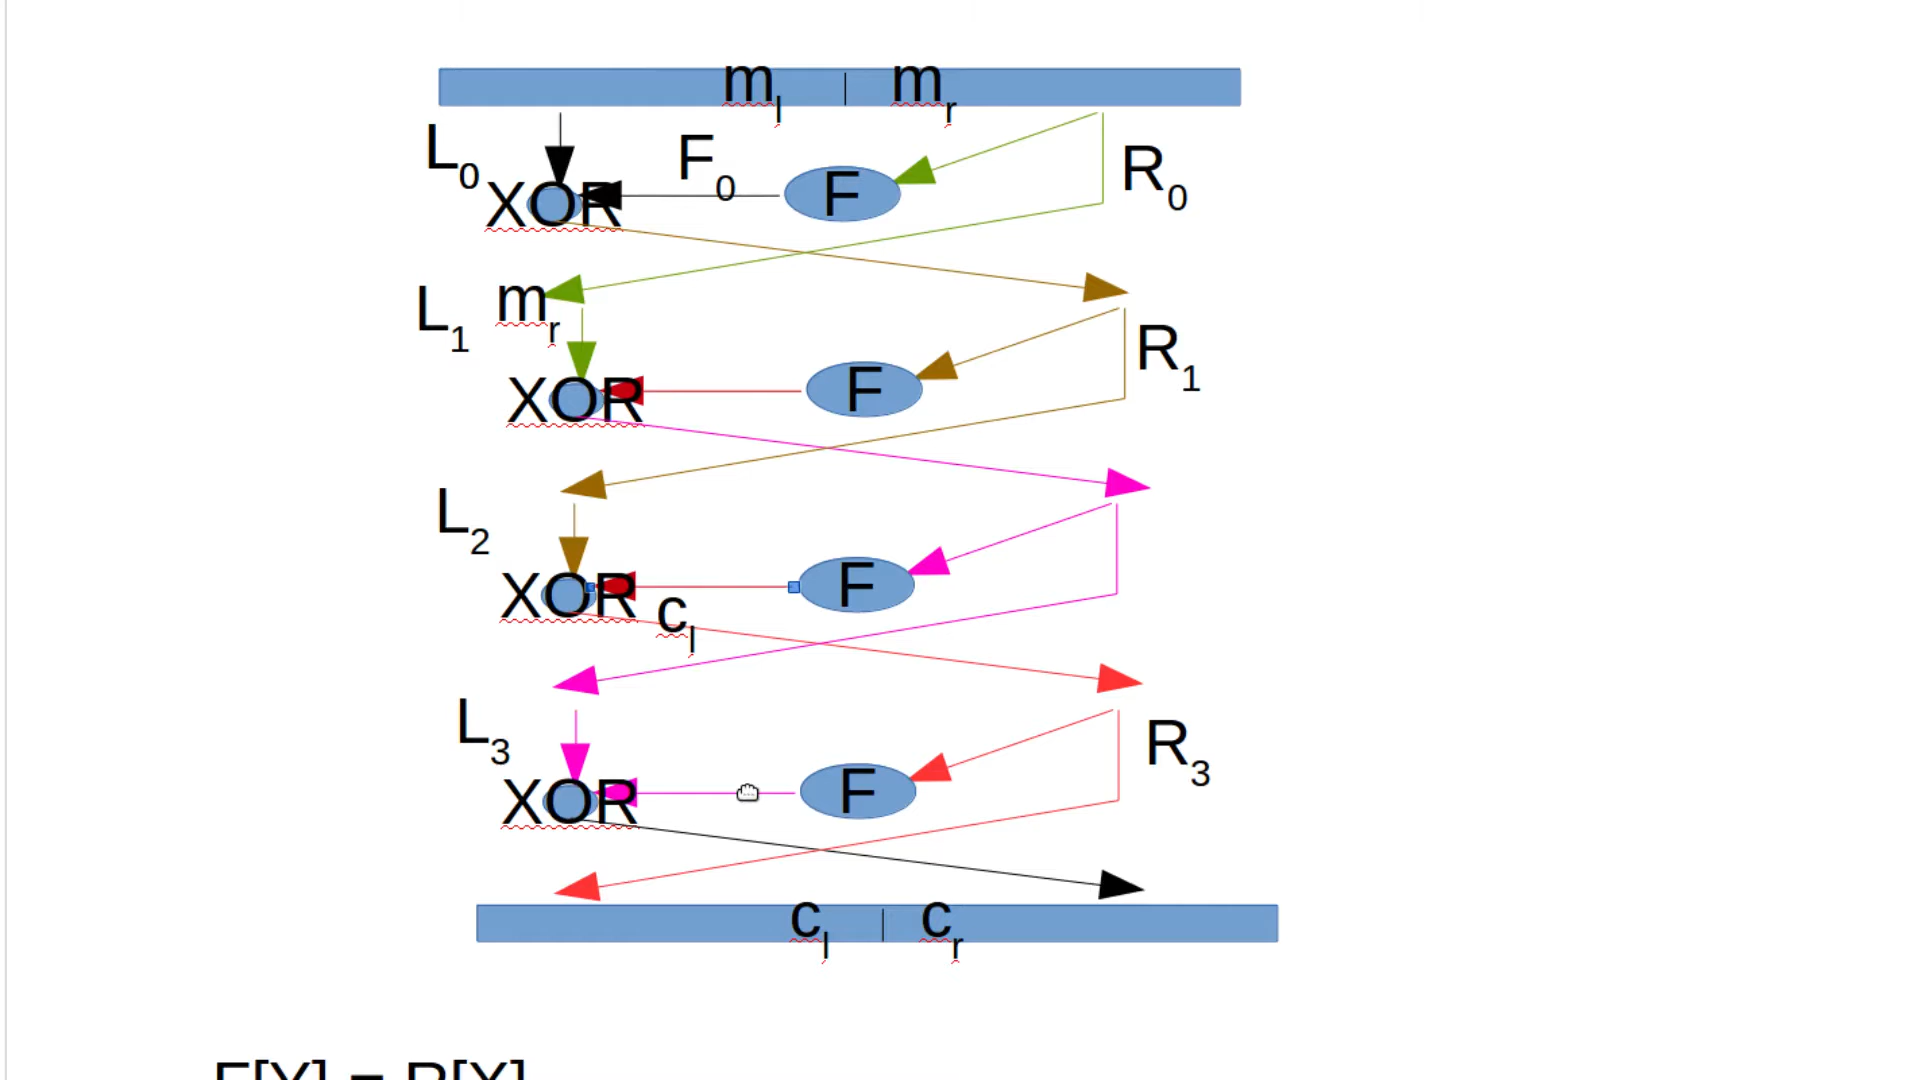 m_l m_r
L_0 F_0 F R_0
XOR
L_1 m_r R_1
XOR F
L_2
XOR F
c_l
L_3 R_3
XOR F
c_l c_r